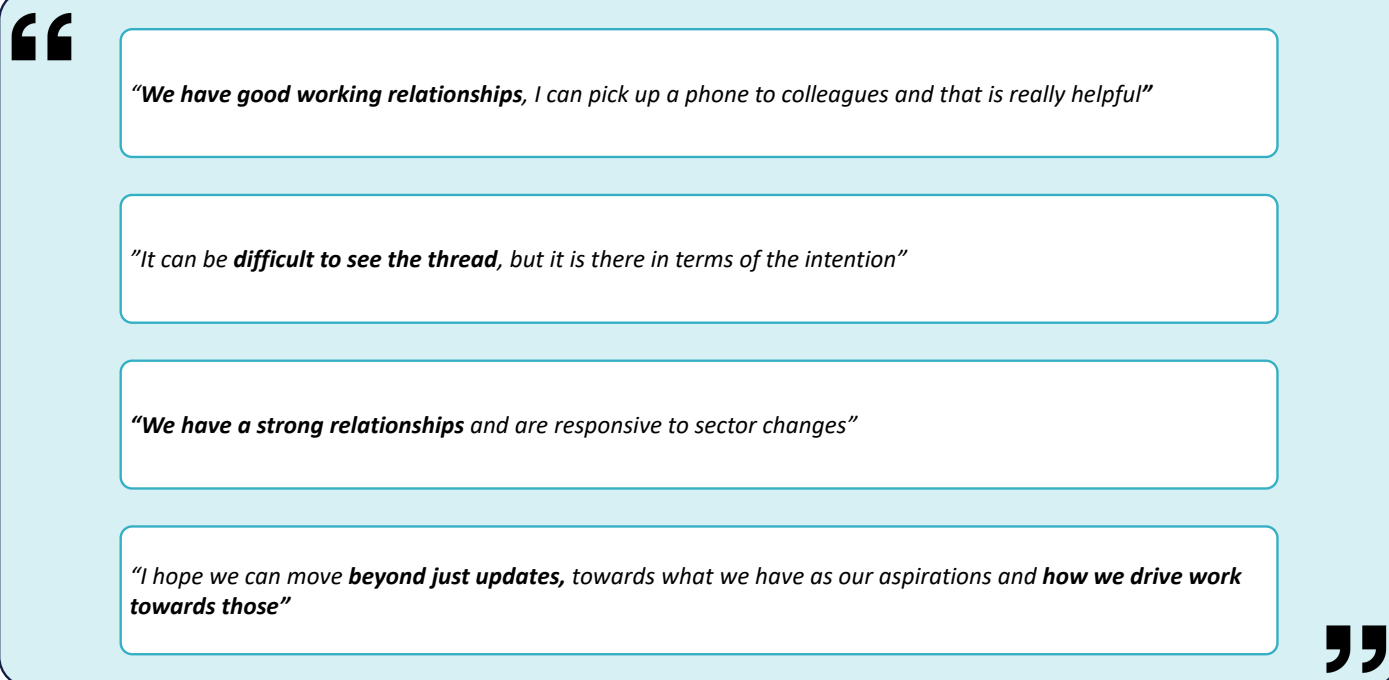 “
“We have good working relationships, I can pick up a phone to colleagues and that is really helpful”
”It can be difficult to see the thread, but it is there in terms of the intention”
“We have a strong relationships and are responsive to sector changes”
“I hope we can move beyond just updates, towards what we have as our aspirations and how we drive work
towards those”
”